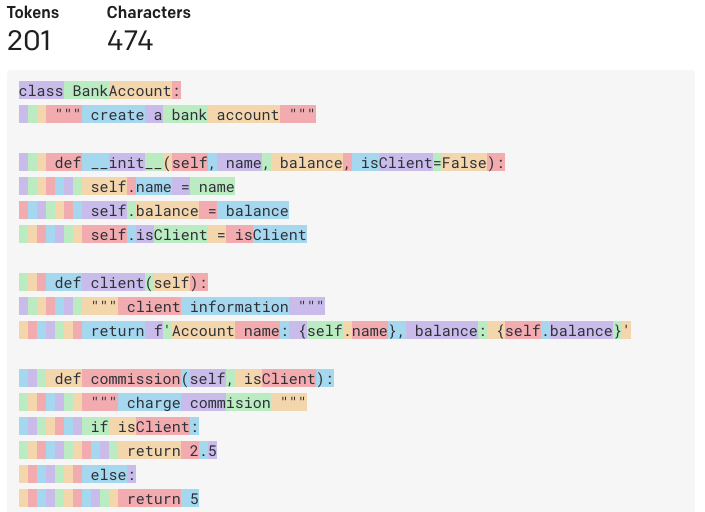 Tokens Characters
201 474
class BankAccount:
    """ create a bank account """

    def __init__(self, name, balance, isClient=False):
        self.name = name
        self.balance = balance
        self.isClient = isClient

    def client(self):
        """ client information """
        return f'Account name: {self.name}, balance: {self.balance}'

    def commission(self, isClient):
        """ charge commision """
        if isClient:
            return 2.5
        else:
            return 5